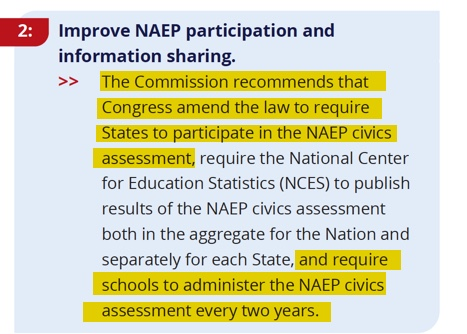 2:
Improve NAEP participation and
information sharing.
>> The Commission recommends that
Congress amend the law to require
States to participate in the NAEP civics
assessment, require the National Center
for Education Statistics (NCES) to publish
results of the NAEP civics assessment
both in the aggregate for the Nation and
separately for each State, and require
schools to administer the NAEP civics
assessment every two years.